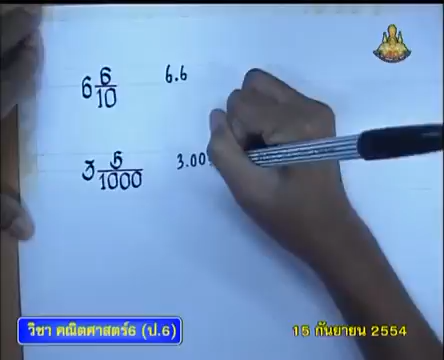 6 6/10 6.6
3 5/1000 3.00
วิชา คณิตศาสตร์6 (ป.6)
15 กันยายน 2554